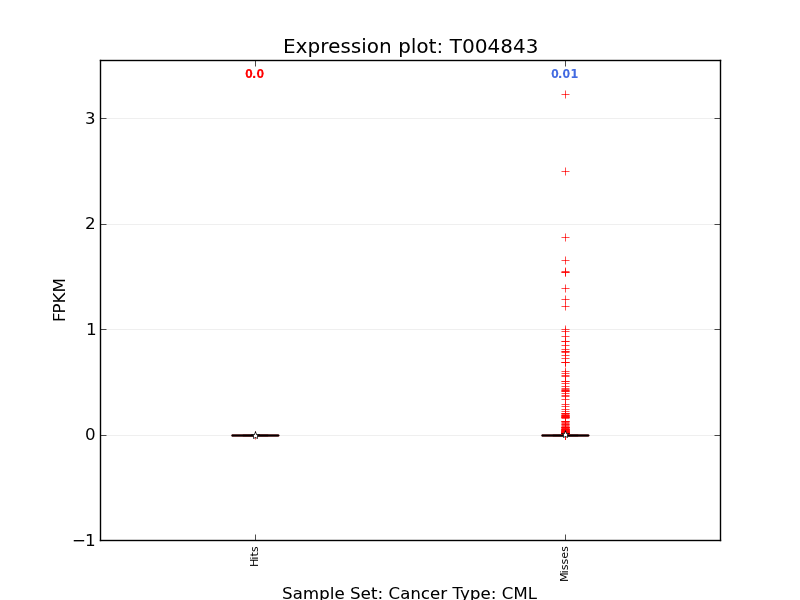 Expression plot: T004843
0.0
0.01
3
2
1
0
−1
FPKM
Hits
Misses
Sample Set: Cancer Type: CML